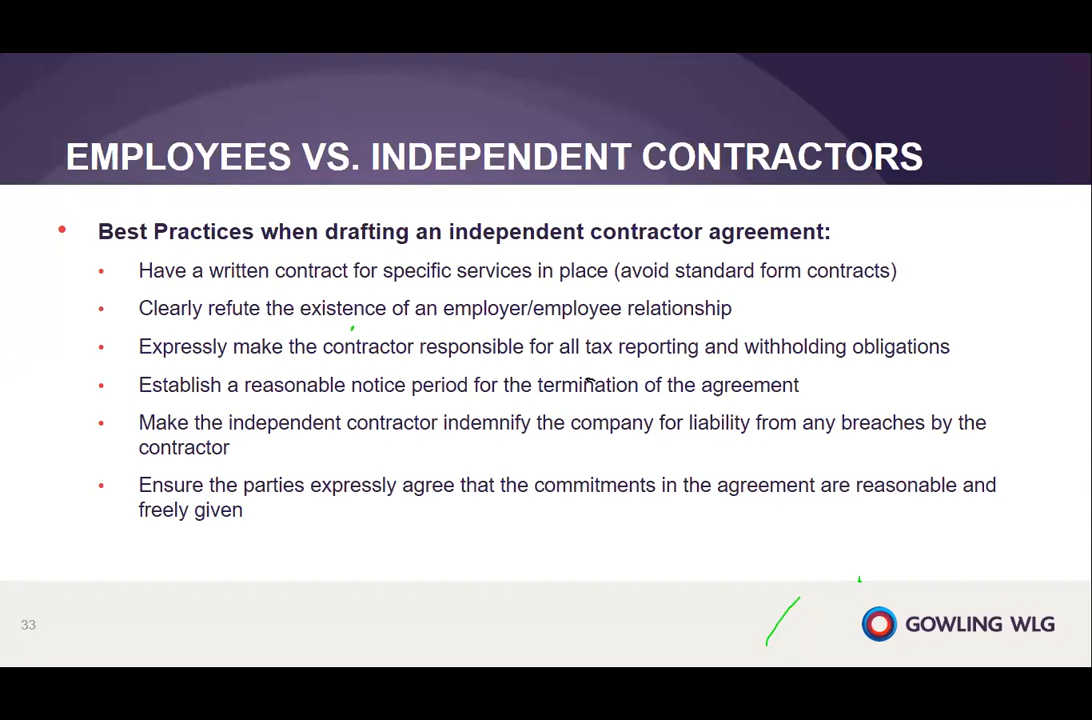 EMPLOYEES VS. INDEPENDENT CONTRACTORS
• Best Practices when drafting an independent contractor agreement:
• Have a written contract for specific services in place (avoid standard form contracts)
• Clearly refute the existence of an employer/employee relationship
• Expressly make the contractor responsible for all tax reporting and withholding obligations
• Establish a reasonable notice period for the termination of the agreement
• Make the independent contractor indemnify the company for liability from any breaches by the
contractor
• Ensure the parties expressly agree that the commitments in the agreement are reasonable and
freely given
33
GOWLING WLG